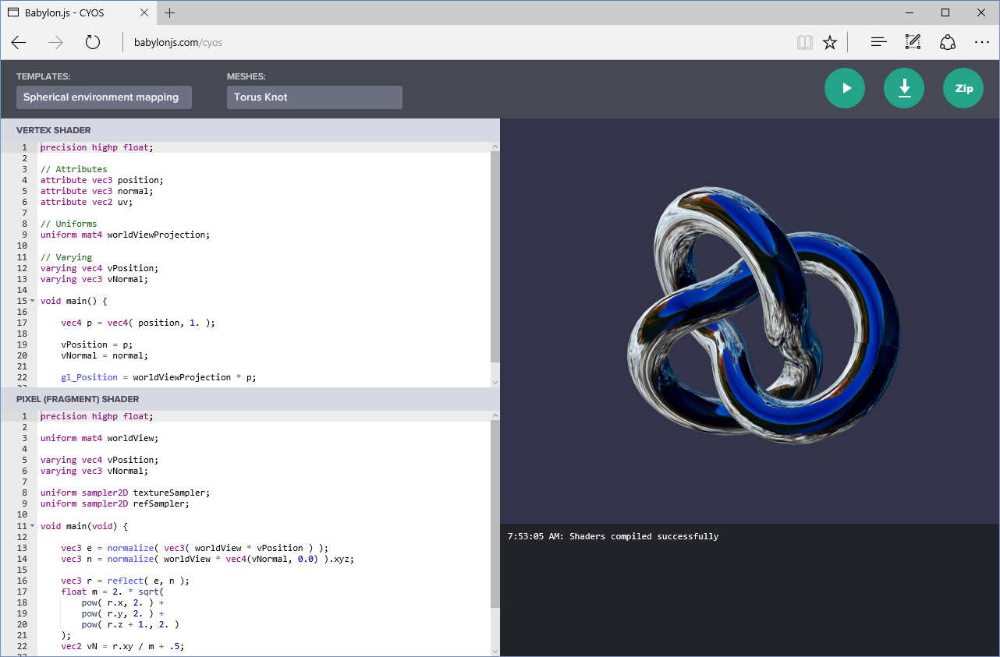 Babylon.js - CYOS
babylonjs.com/cyos
TEMPLATES:
Spherical environment mapping
MESHES:
Torus Knot
Zip
VERTEX SHADER
1 precision highp float;
2
3 // Attributes
4 attribute vec3 position;
5 attribute vec3 normal;
6 attribute vec2 uv;
7
8 // Uniforms
9 uniform mat4 worldViewProjection;
10
11 // Varying
12 varying vec4 vPosition;
13 varying vec3 vNormal;
14
15 void main() {
16
17 vec4 p = vec4( position, 1. );
18
19 vPosition = p;
20 vNormal = normal;
21
22 gl_Position = worldViewProjection * p;
PIXEL (FRAGMENT) SHADER
1 precision highp float;
2
3 uniform mat4 worldView;
4
5 varying vec4 vPosition;
6 varying vec3 vNormal;
7
8 uniform sampler2D textureSampler;
9 uniform sampler2D refSampler;
10
11 void main(void) {
12
13 vec3 e = normalize( vec3( worldView * vPosition ) );
14 vec3 n = normalize( worldView * vec4(vNormal, 0.0) ).xyz;
15
16 vec3 r = reflect( e, n );
17 float m = 2. * sqrt(
18 pow( r.x, 2. ) +
19 pow( r.y, 2. ) +
20 pow( r.z + 1., 2. )
21 );
22 vec2 vN = r.xy / m + .5;
7:53:05 AM: Shaders compiled successfully